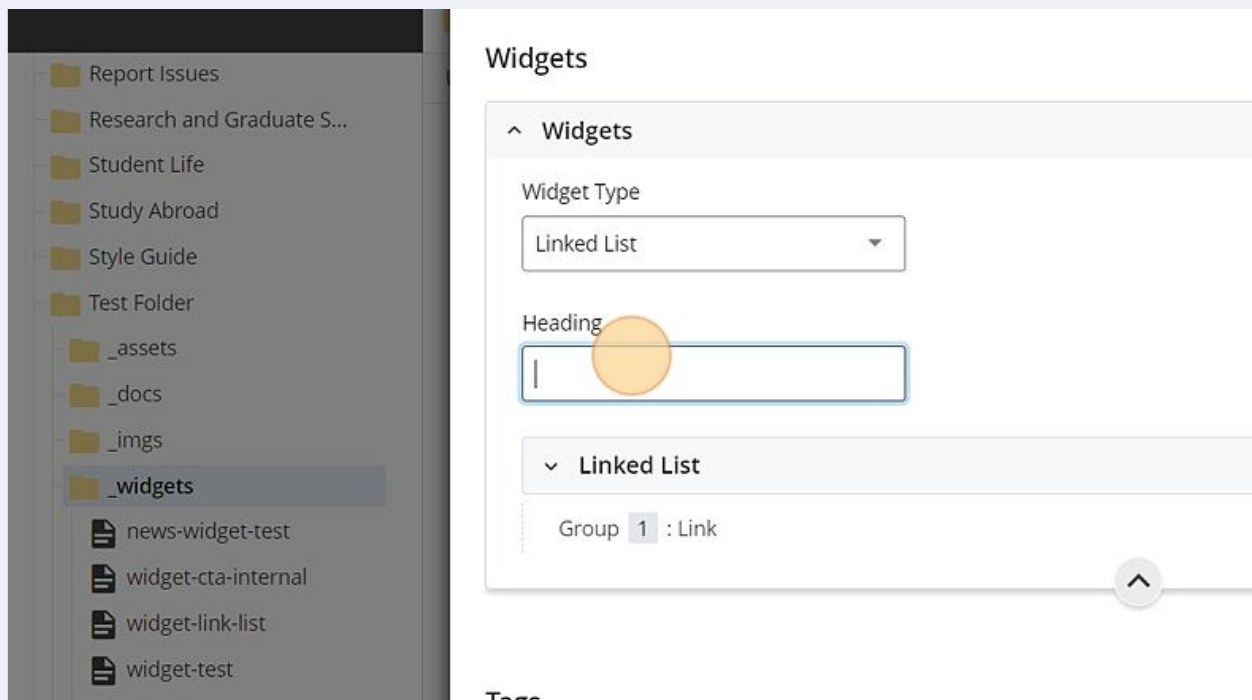 Report Issues
Research and Graduate S...
Student Life
Study Abroad
Style Guide
Test Folder
_assets
_docs
_imgs
_widgets
news-widget-test
widget-cta-internal
widget-link-list
widget-test
Widgets
Widgets
Widget Type
Linked List
Heading
Linked List
Group 1 : Link
Tags